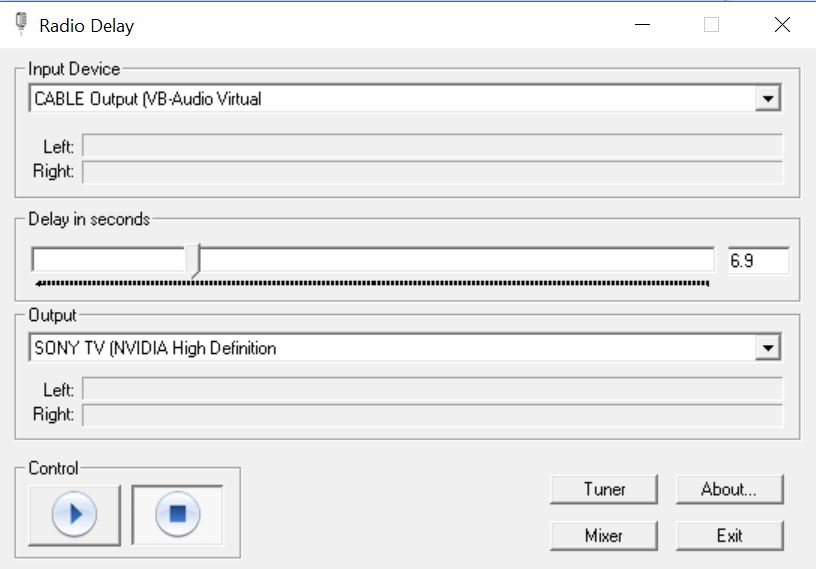 Radio Delay
Input Device
CABLE Output (VB-Audio Virtual
Left:
Right:
Delay in seconds
6.9
Output
SONY TV (NVIDIA High Definition
Left:
Right:
Control
Tuner About...
Mixer Exit